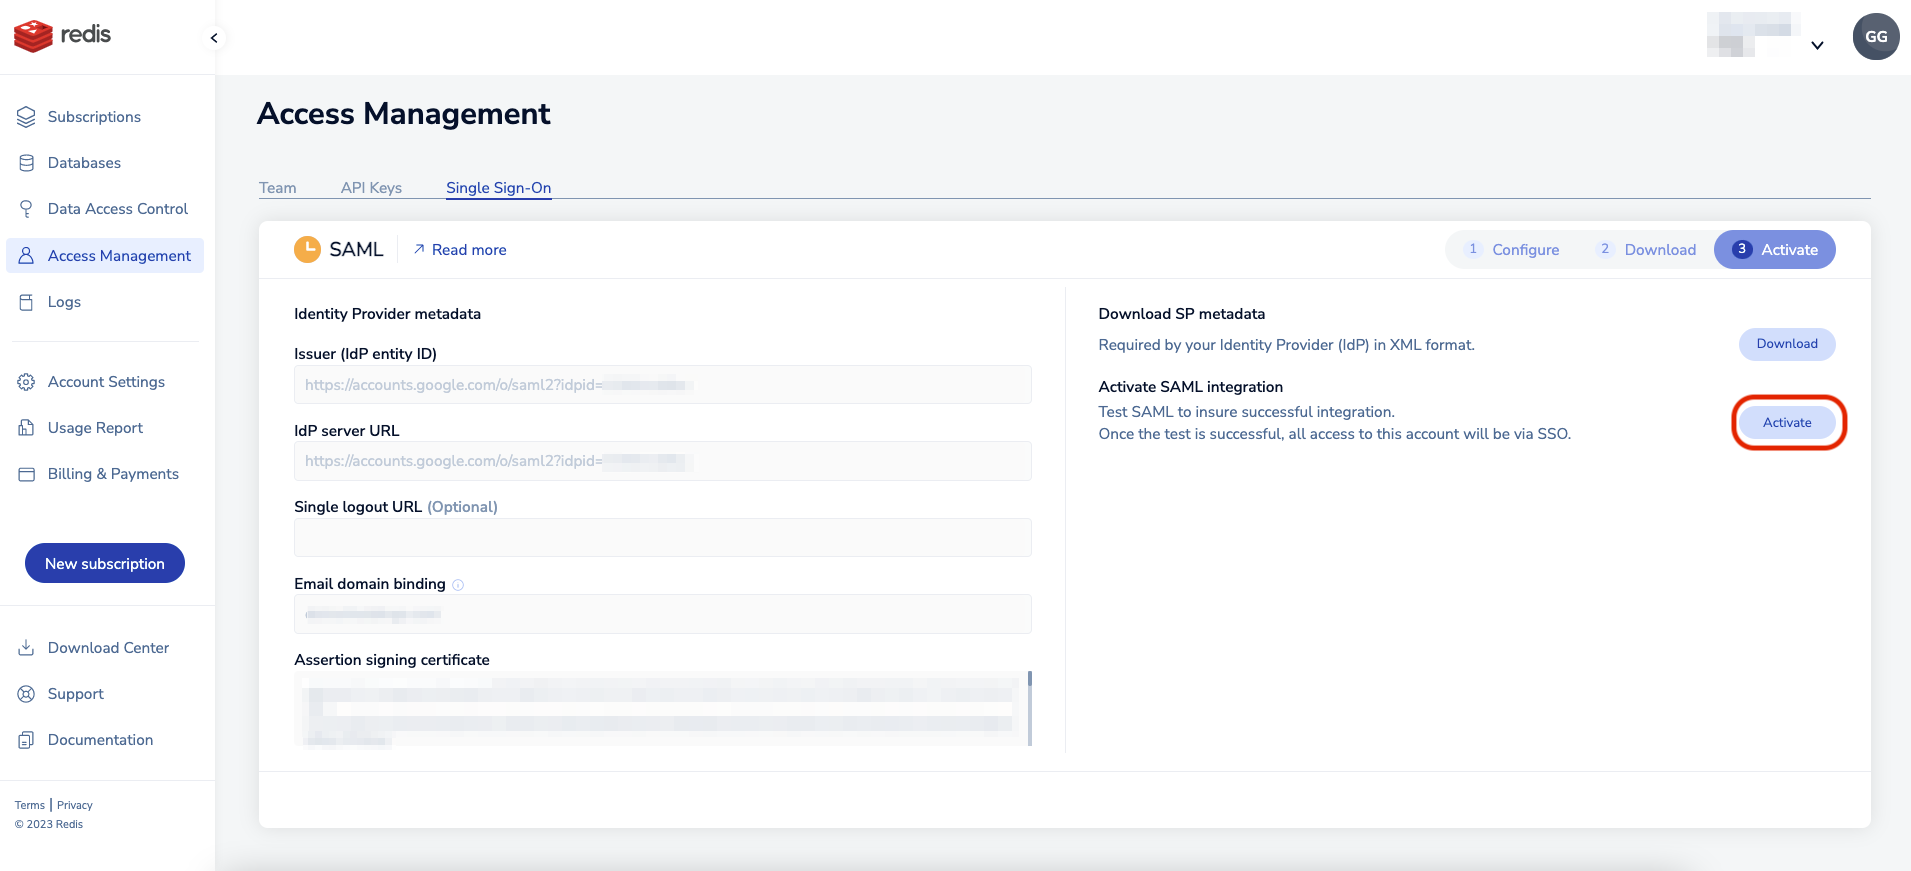 redis
GG
Subscriptions
Databases
Data Access Control
Access Management
Logs
Account Settings
Usage Report
Billing & Payments
New subscription
Download Center
Support
Documentation
Terms | Privacy
© 2023 Redis
Access Management
Team API Keys Single Sign-On
SAML Read more
1 Configure 2 Download 3 Activate
Identity Provider metadata
Issuer (IdP entity ID)
https://accounts.google.com/o/saml2?idpid=
IdP server URL
https://accounts.google.com/o/saml2?idpid=
Single logout URL (Optional)
Email domain binding
Assertion signing certificate
Download SP metadata
Required by your Identity Provider (IdP) in XML format.
Download
Activate SAML integration
Test SAML to insure successful integration.
Once the test is successful, all access to this account will be via SSO.
Activate